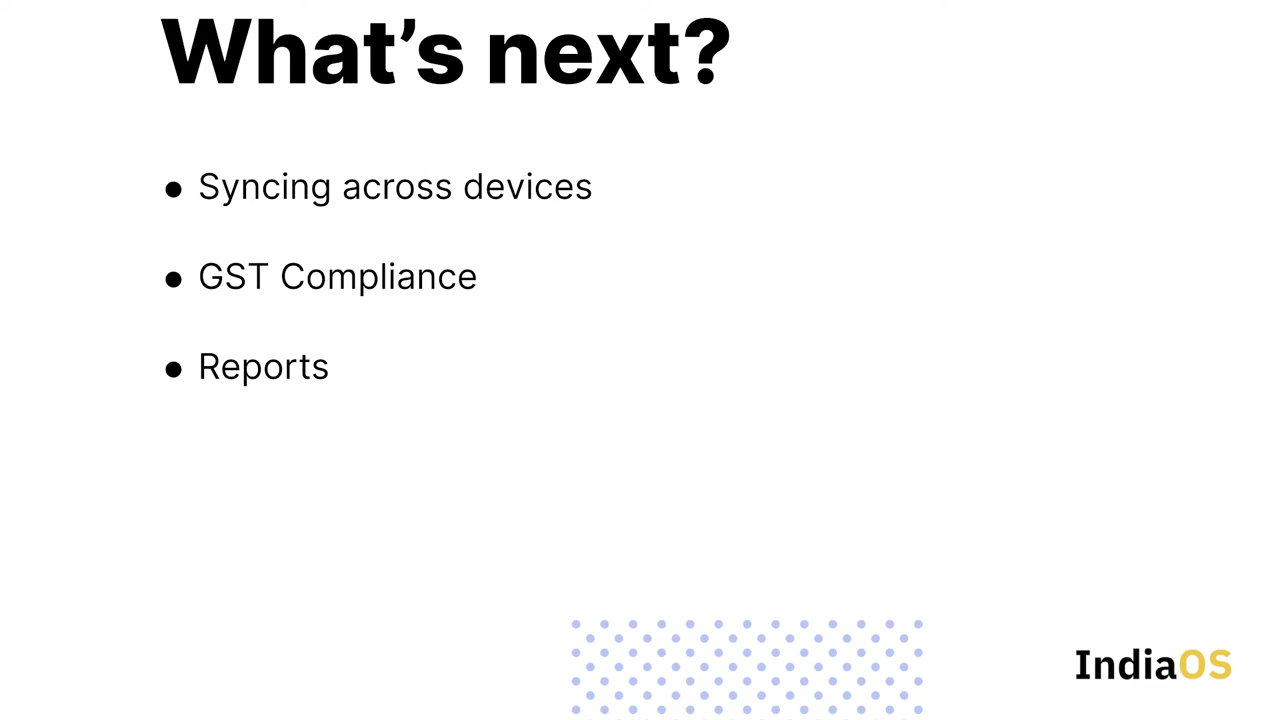 What’s next?
● Syncing across devices
● GST Compliance
● Reports
IndiaOS